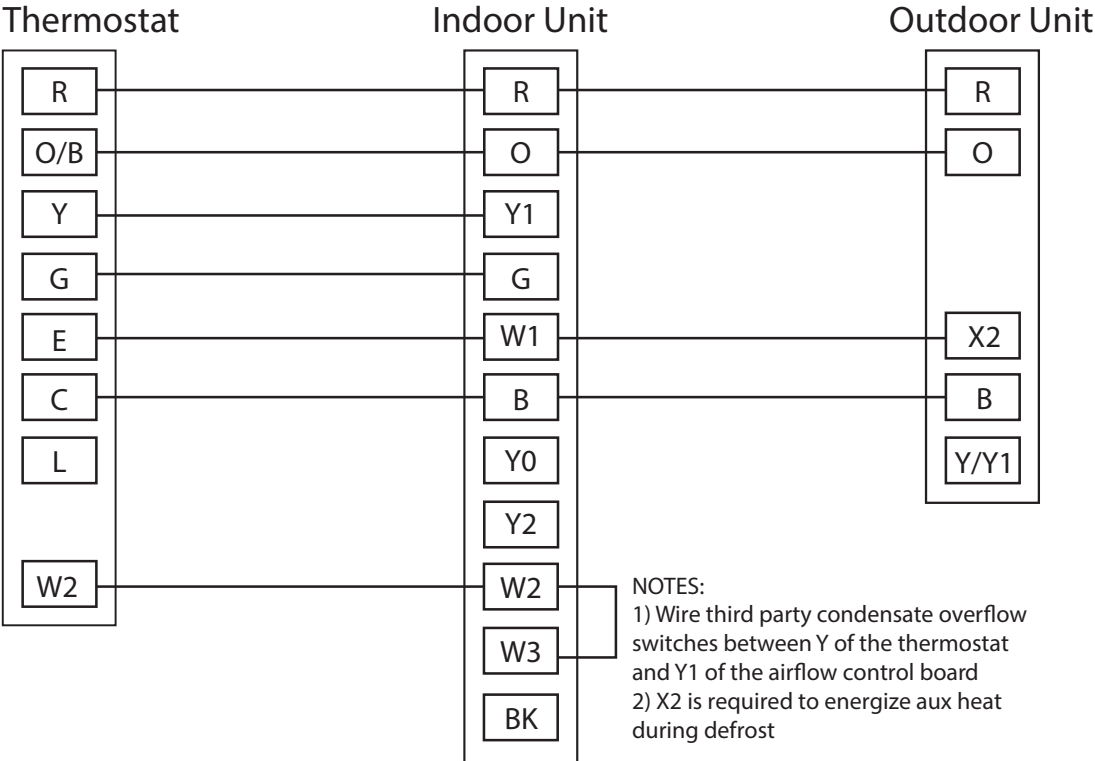 Thermostat Indoor Unit Outdoor Unit
R R R
O/B O O
Y Y1
G G
E W1 X2
C B B
L Y0 Y/Y1
Y2
W2 W2
W3
BK
NOTES:
1) Wire third party condensate overflow
switches between Y of the thermostat
and Y1 of the airflow control board
2) X2 is required to energize aux heat
during defrost